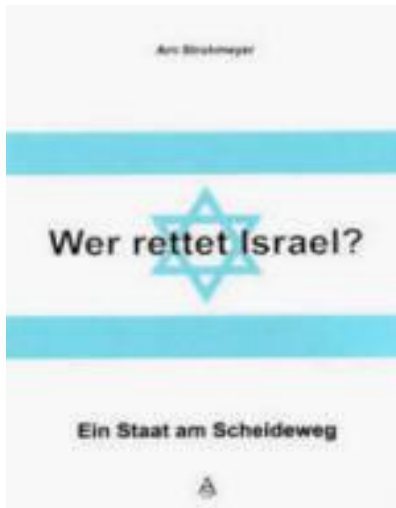 Arn Strohmeyer
Wer rettet Israel?
Ein Staat am Scheideweg